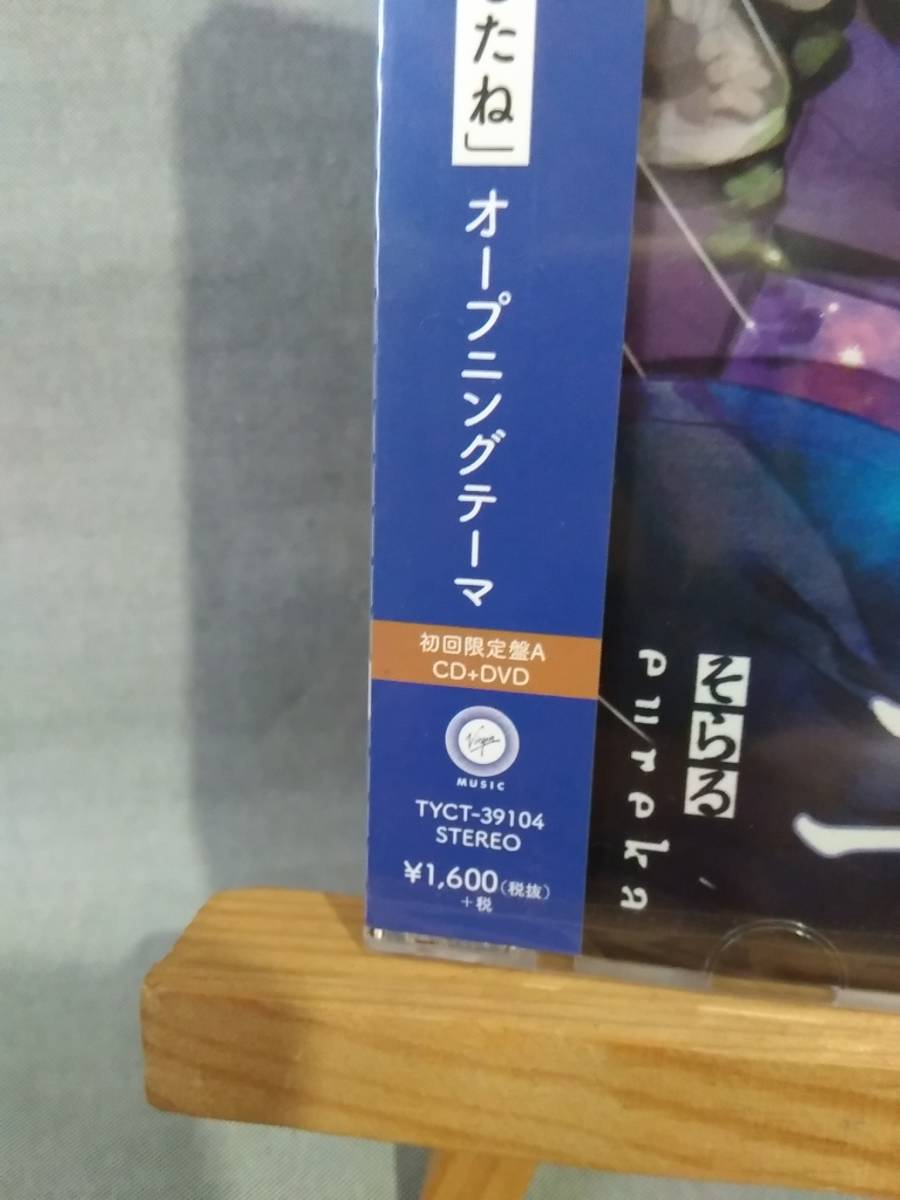 たね」オープニングテーマ
初回限定盤A
CD+DVD
Virgin
MUSIC
TYCT-39104
STEREO
¥1,600(税抜)
+税
そらる